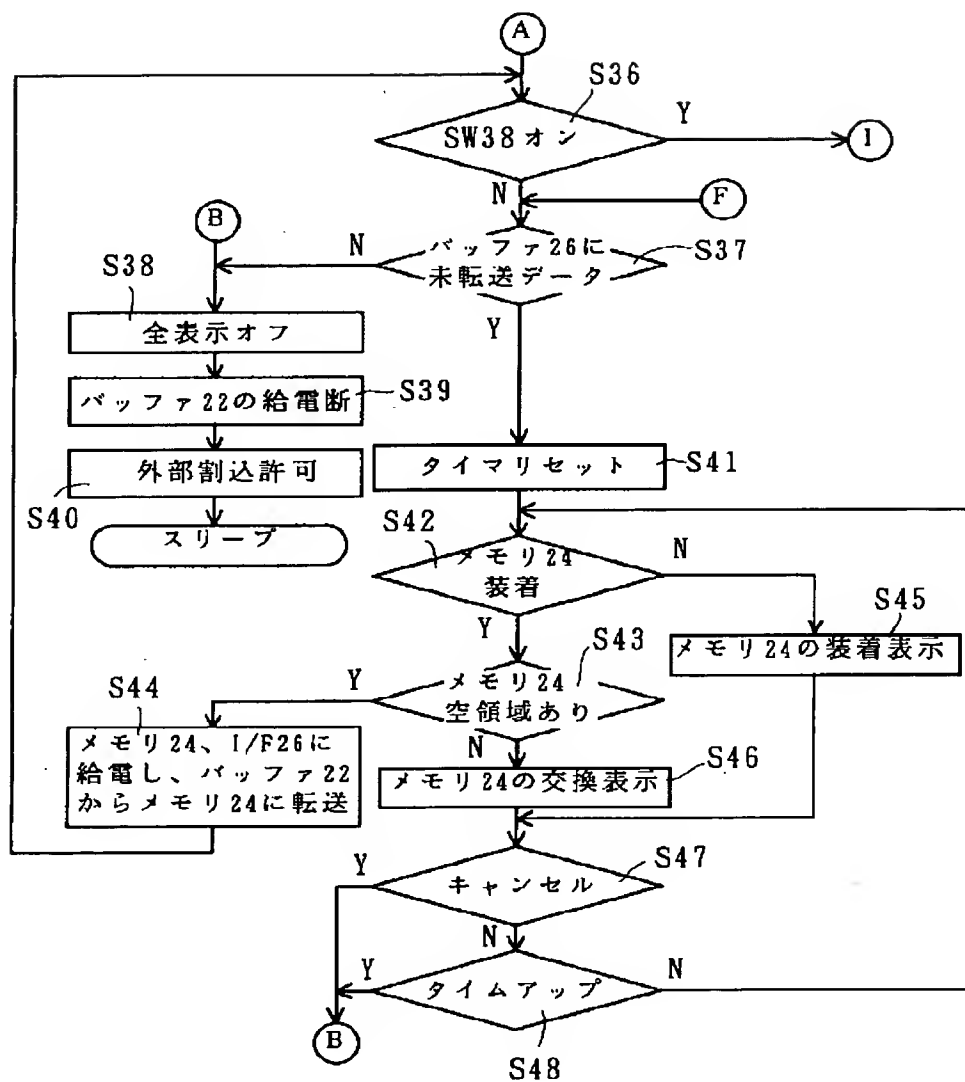 A
S36
SW38オン
Y
I
N
F
B
N
バッファ26に
未転送データ
S37
S38
Y
全表示オフ
バッファ22の給電断
S39
外部割込許可
S40
スリープ
タイマリセット
S41
S42
メモリ24
装着
N
Y
S45
メモリ24の装着表示
S43
メモリ24
空領域あり
Y
S44
N
メモリ24、I/F26に
給電し、バッファ22
からメモリ24に転送
S46
メモリ24の交換表示
S47
Y
キャンセル
N
Y
N
タイムアップ
B
S48